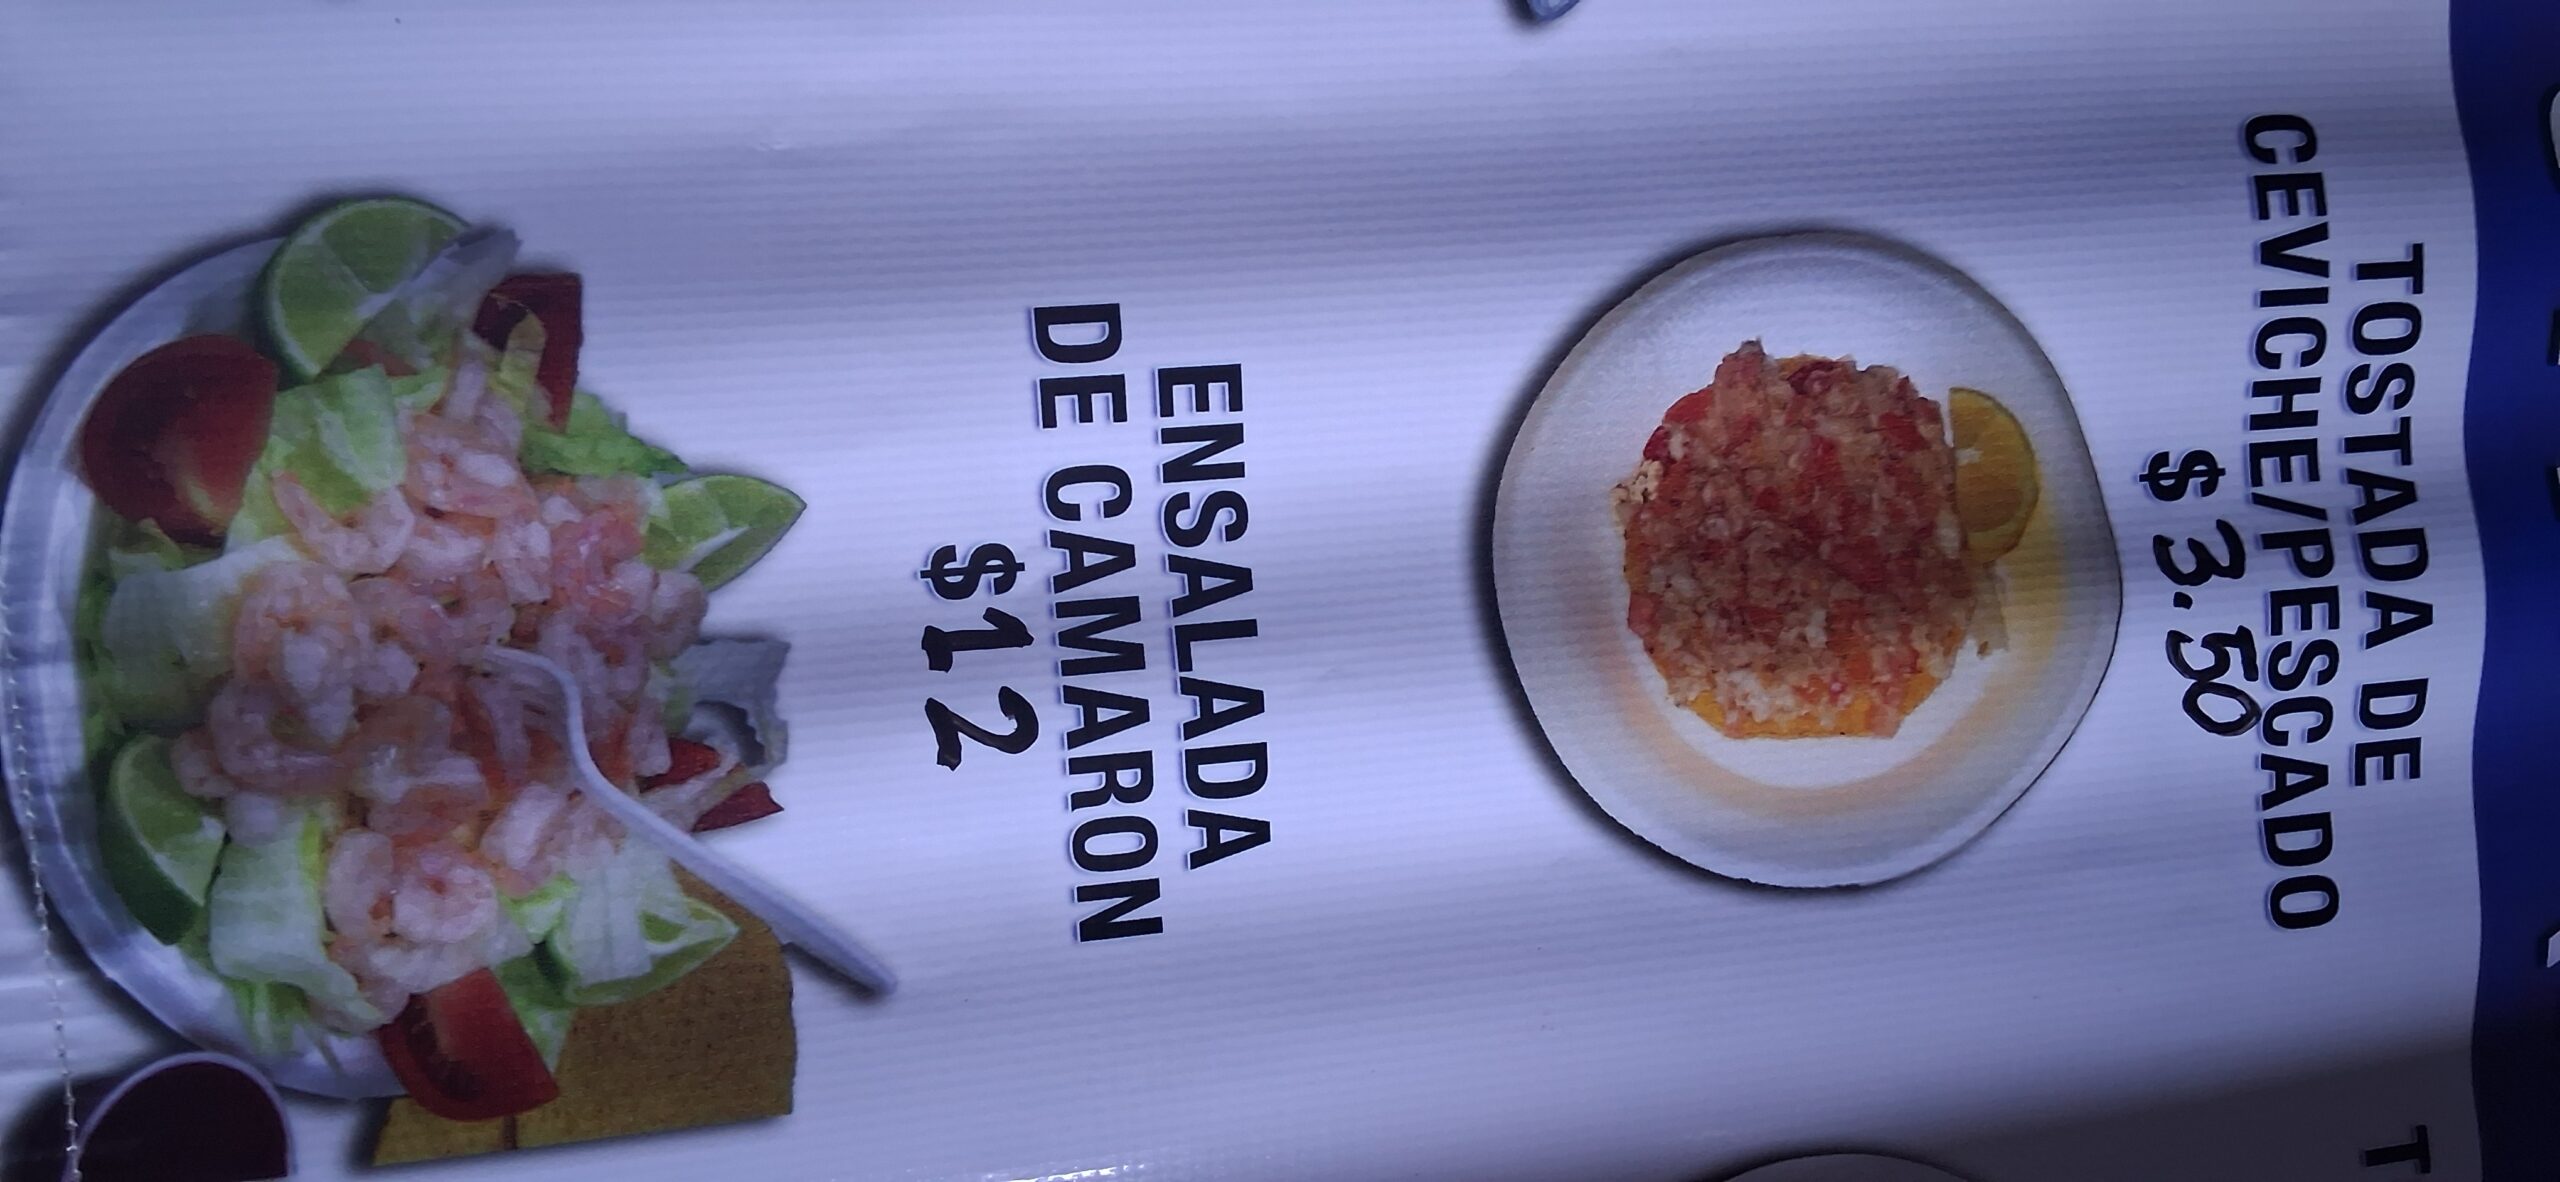 TOSTADA DE
CEVICHE/PESCADO
$3.50
ENSALADA
DE CAMARON
$12
T